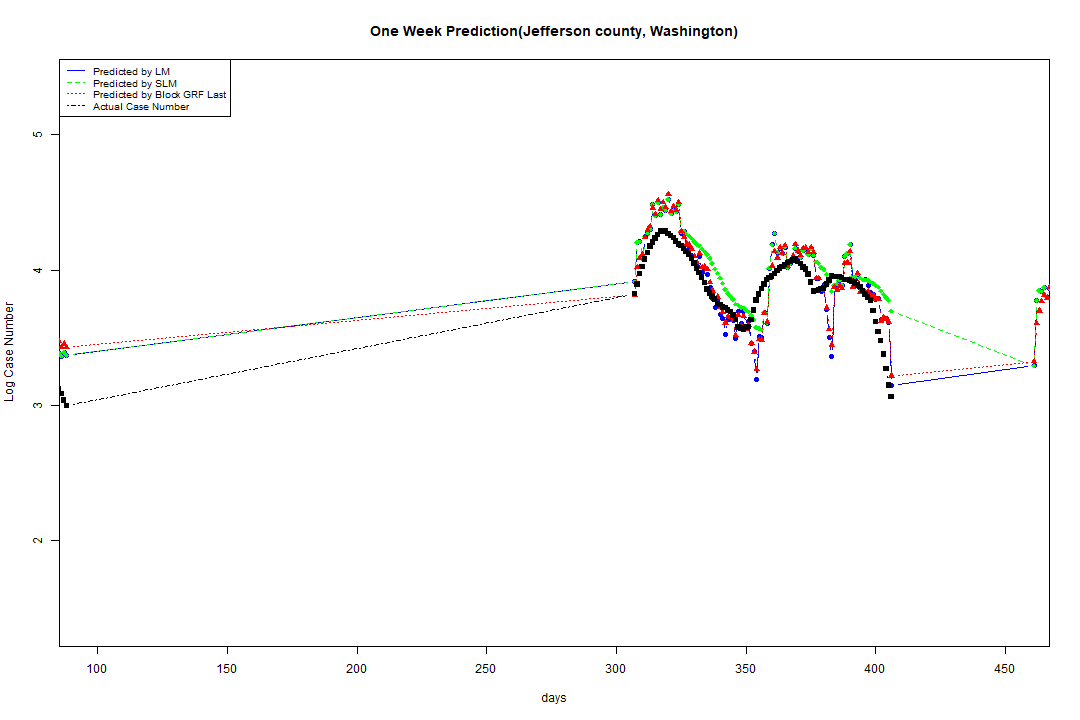 One Week Prediction(Jefferson county, Washington)
Predicted by LM
Predicted by SLM
Predicted by Block GRF Last
Actual Case Number
5
4
3
2
Log Case Number
100 150 200 250 300 350 400 450
days